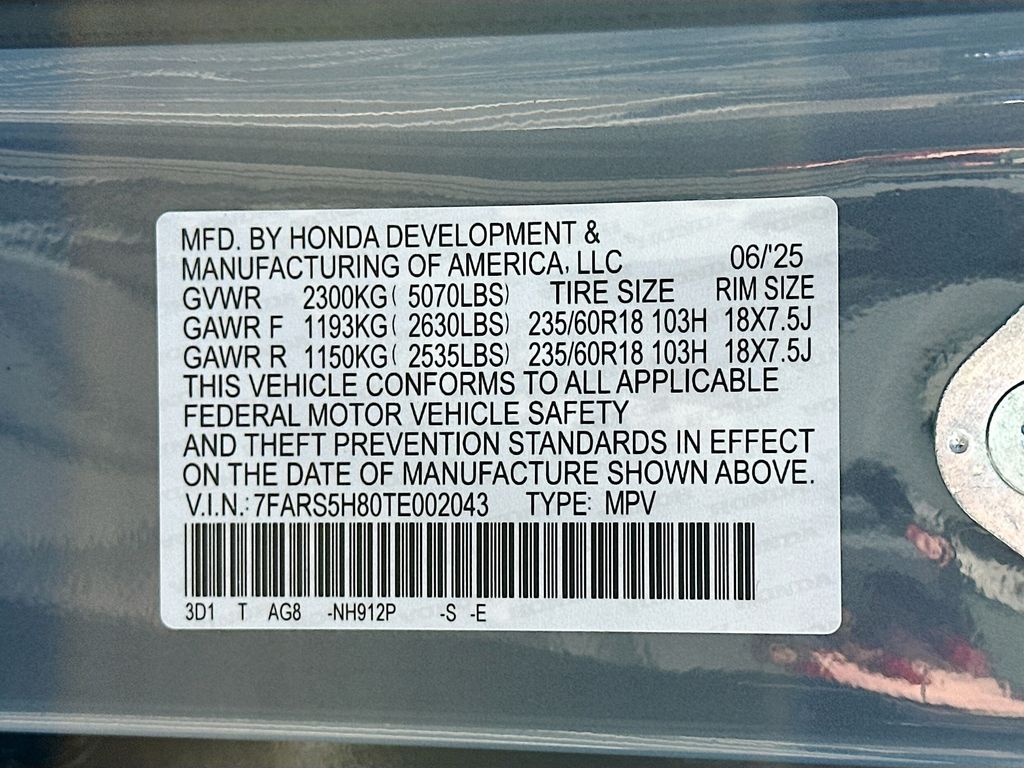 MFD. BY HONDA DEVELOPMENT &
MANUFACTURING OF AMERICA, LLC 06/'25
GVWR 2300KG( 5070LBS) TIRE SIZE RIM SIZE
GAWR F 1193KG( 2630LBS) 235/60R18 103H 18X7.5J
GAWR R 1150KG( 2535LBS) 235/60R18 103H 18X7.5J
THIS VEHICLE CONFORMS TO ALL APPLICABLE
FEDERAL MOTOR VEHICLE SAFETY
AND THEFT PREVENTION STANDARDS IN EFFECT
ON THE DATE OF MANUFACTURE SHOWN ABOVE.
V.I.N.: 7FARS5H80TE002043 TYPE: MPV
3D1 T AG8 -NH912P -S -E